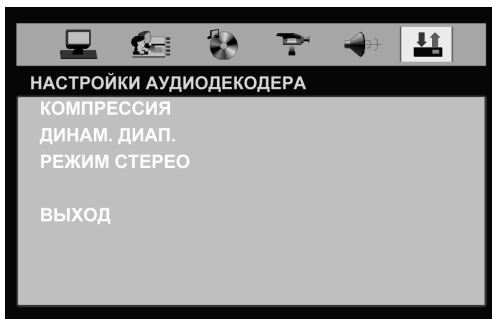 НАСТРОЙКИ АУДИОДЕКОДЕРА
КОМПРЕССИЯ
ДИНАМ. ДИАП.
РЕЖИМ СТЕРЕО
ВЫХОД